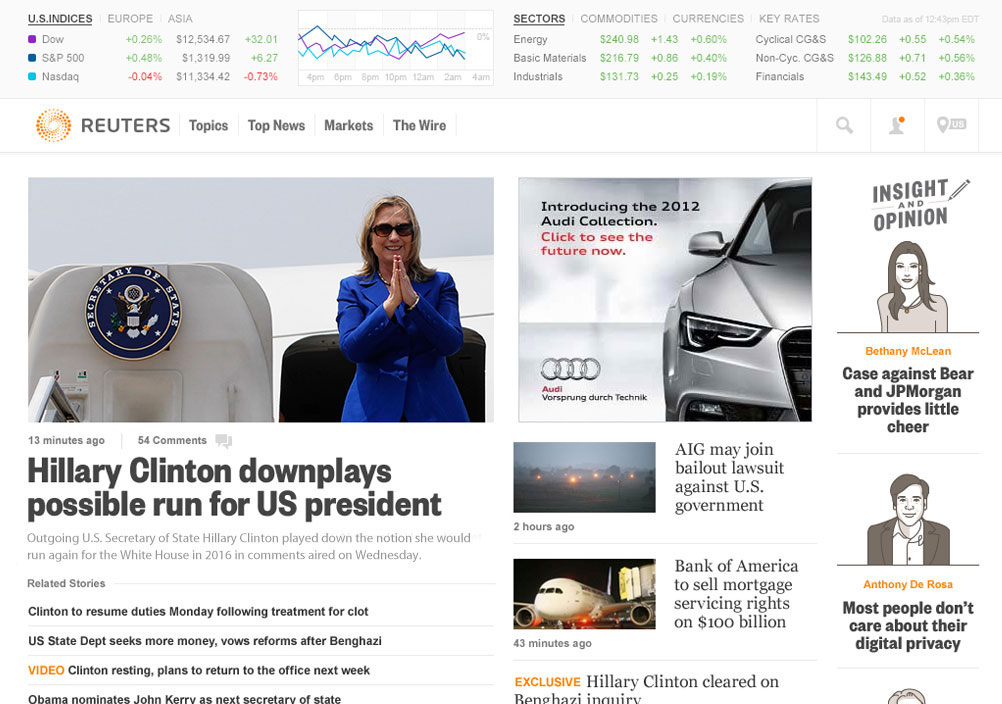 U.S.INDICES EUROPE ASIA
Dow +0.26% $12,534.67 +32.01
S&P 500 +0.48% $1,319.99 +6.27
Nasdaq -0.04% $11,334.42 -0.73%
0%
4pm 6pm 8pm 10pm 12am 2am 4am
SECTORS COMMODITIES CURRENCIES KEY RATES Data as of 12:43pm EDT
Energy $240.98 +1.43 +0.60% Cyclical CG&S $102.26 +0.55 +0.54%
Basic Materials $216.79 +0.86 +0.40% Non-Cyc. CG&S $126.88 +0.71 +0.56%
Industrials $131.73 +0.25 +0.19% Financials $143.49 +0.52 +0.36%
REUTERS Topics Top News Markets The Wire US
SECRETARY OF STATE
13 minutes ago 54 Comments
Hillary Clinton downplays
possible run for US president
Outgoing U.S. Secretary of State Hillary Clinton played down the notion she would
run again for the White House in 2016 in comments aired on Wednesday.
Related Stories
Clinton to resume duties Monday following treatment for clot
US State Dept seeks more money, vows reforms after Benghazi
VIDEO Clinton resting, plans to return to the office next week
Obama nominates John Kerry as next secretary of state
Introducing the 2012
Audi Collection.
Click to see the
future now.
Audi
Vorsprung durch Technik
AIG may join
bailout lawsuit
against U.S.
government
2 hours ago
Bank of America
to sell mortgage
servicing rights
on $100 billion
43 minutes ago
EXCLUSIVE Hillary Clinton cleared on
Benghazi inquiry
INSIGHT
AND
OPINION
Bethany McLean
Case against Bear
and JPMorgan
provides little
cheer
Anthony De Rosa
Most people don't
care about their
digital privacy